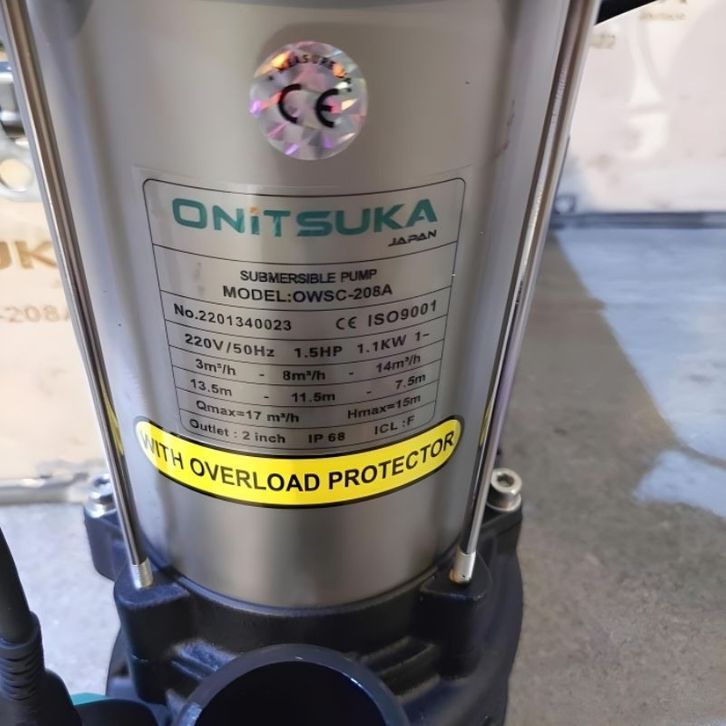 MEASURE
CE
ONiTSUKA
JAPAN
SUBMERSIBLE PUMP
MODEL:OWSC-208A
No.2201340023 CE ISO9001
220V/50Hz 1.5HP 1.1KW 1~
3m³/h - 8m³/h - 14m³/h
13.5m - 11.5m - 7.5m
Qmax=17 m³/h Hmax=15m
Outlet : 2 inch IP 68 ICL :F
WITH OVERLOAD PROTECTOR
-208A